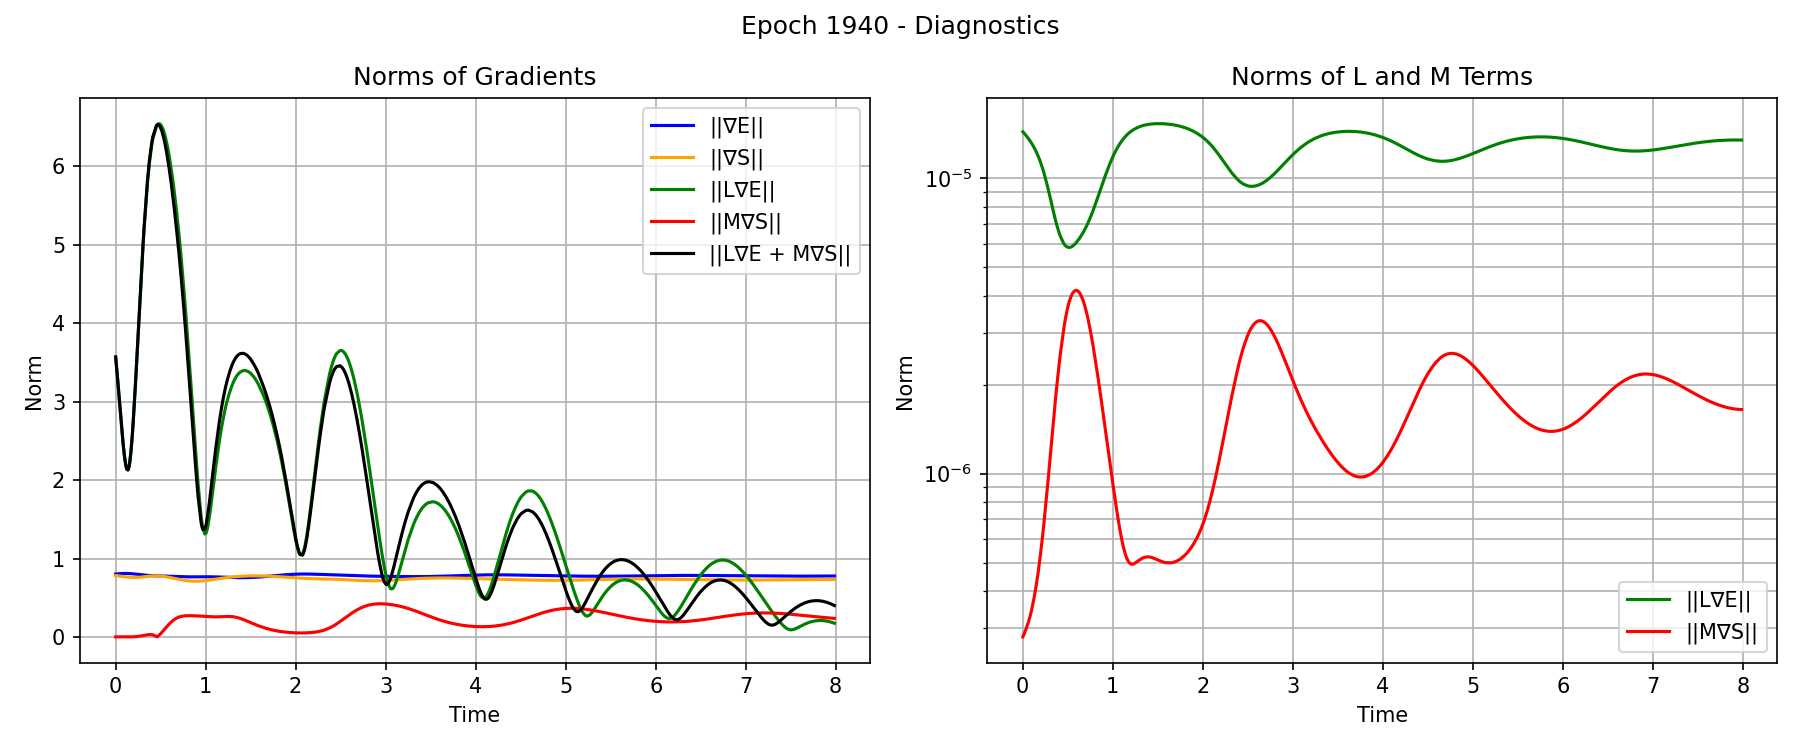 Epoch 1940 - Diagnostics
Norms of Gradients
Norm
6
5
4
3
2
1
0
||∇E||
||∇S||
||L∇E||
||M∇S||
||L∇E + M∇S||
0 1 2 3 4 5 6 7 8
Time
Norms of L and M Terms
Norm
10⁻⁵
10⁻⁶
||L∇E||
||M∇S||
0 1 2 3 4 5 6 7 8
Time